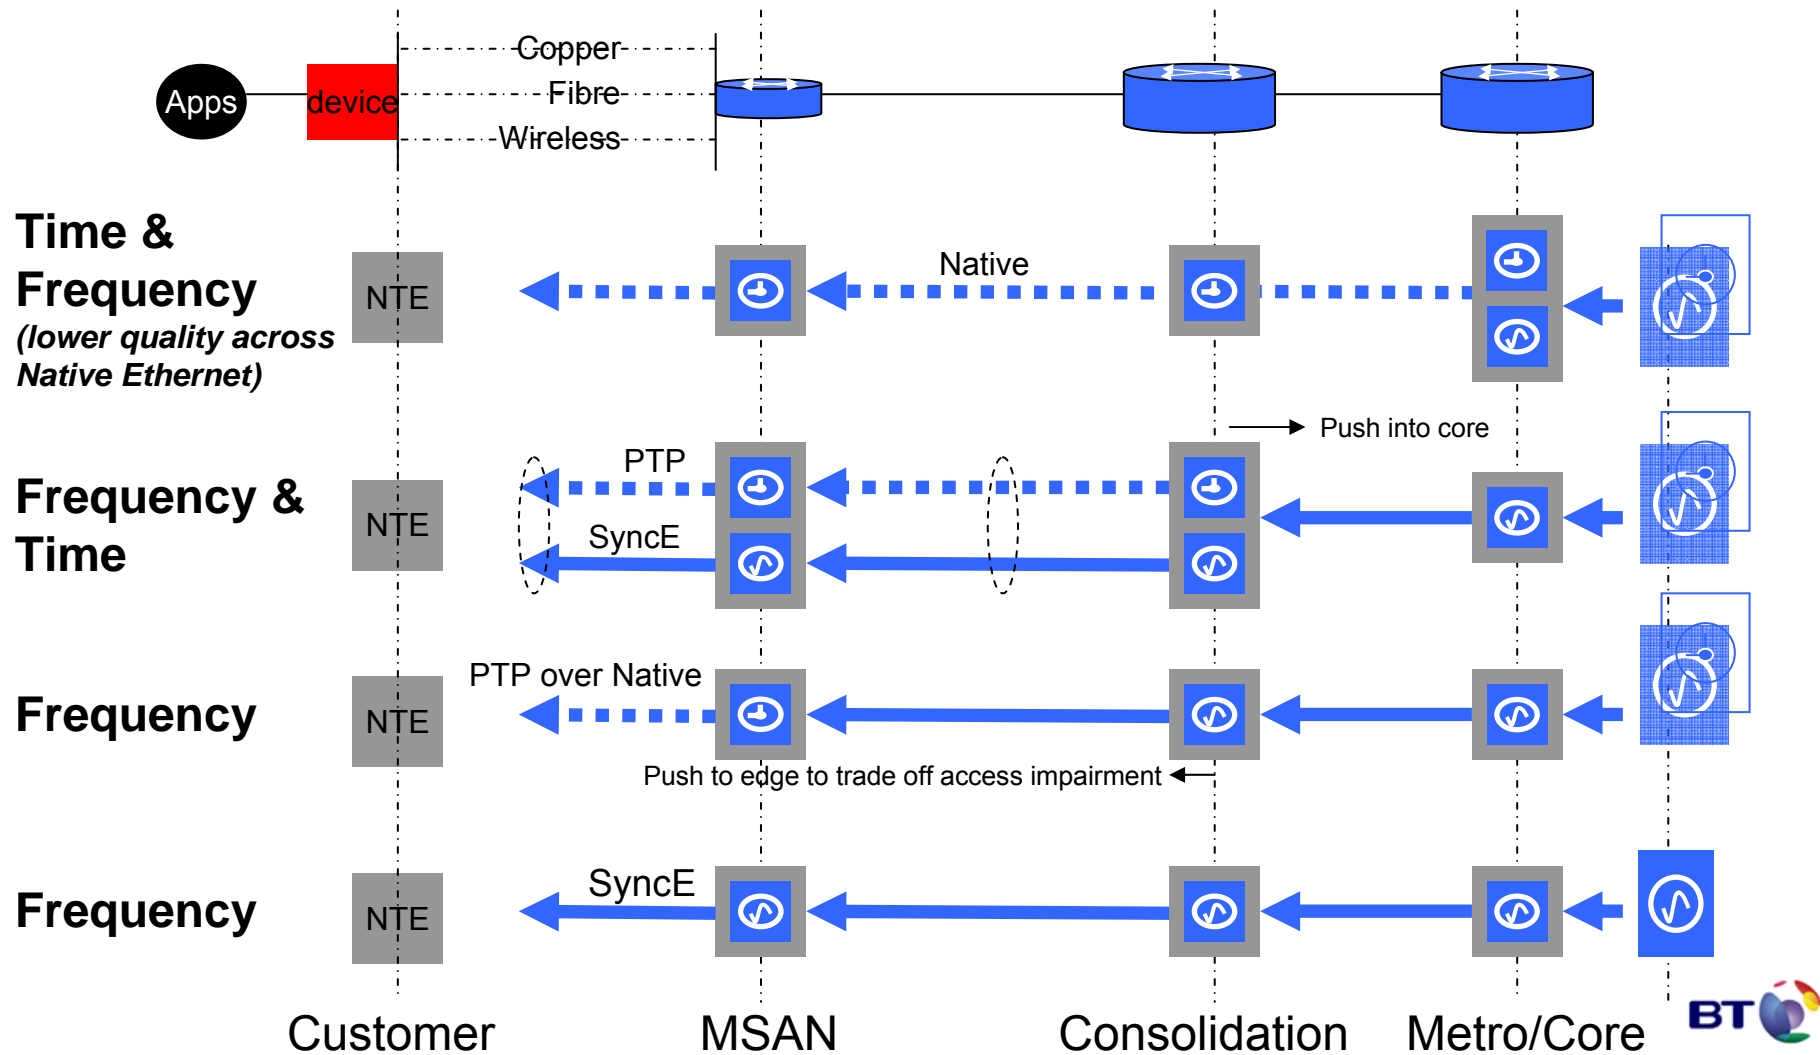 Copper
Apps
device
Fibre
Wireless
Time &
Frequency
(lower quality across
Native Ethernet)
NTE
Native
Push into core
Frequency &
Time
NTE
PTP
SyncE
PTP over Native
Frequency
NTE
Push to edge to trade off access impairment
Frequency
NTE
SyncE
Customer
MSAN
Consolidation
Metro/Core
BT